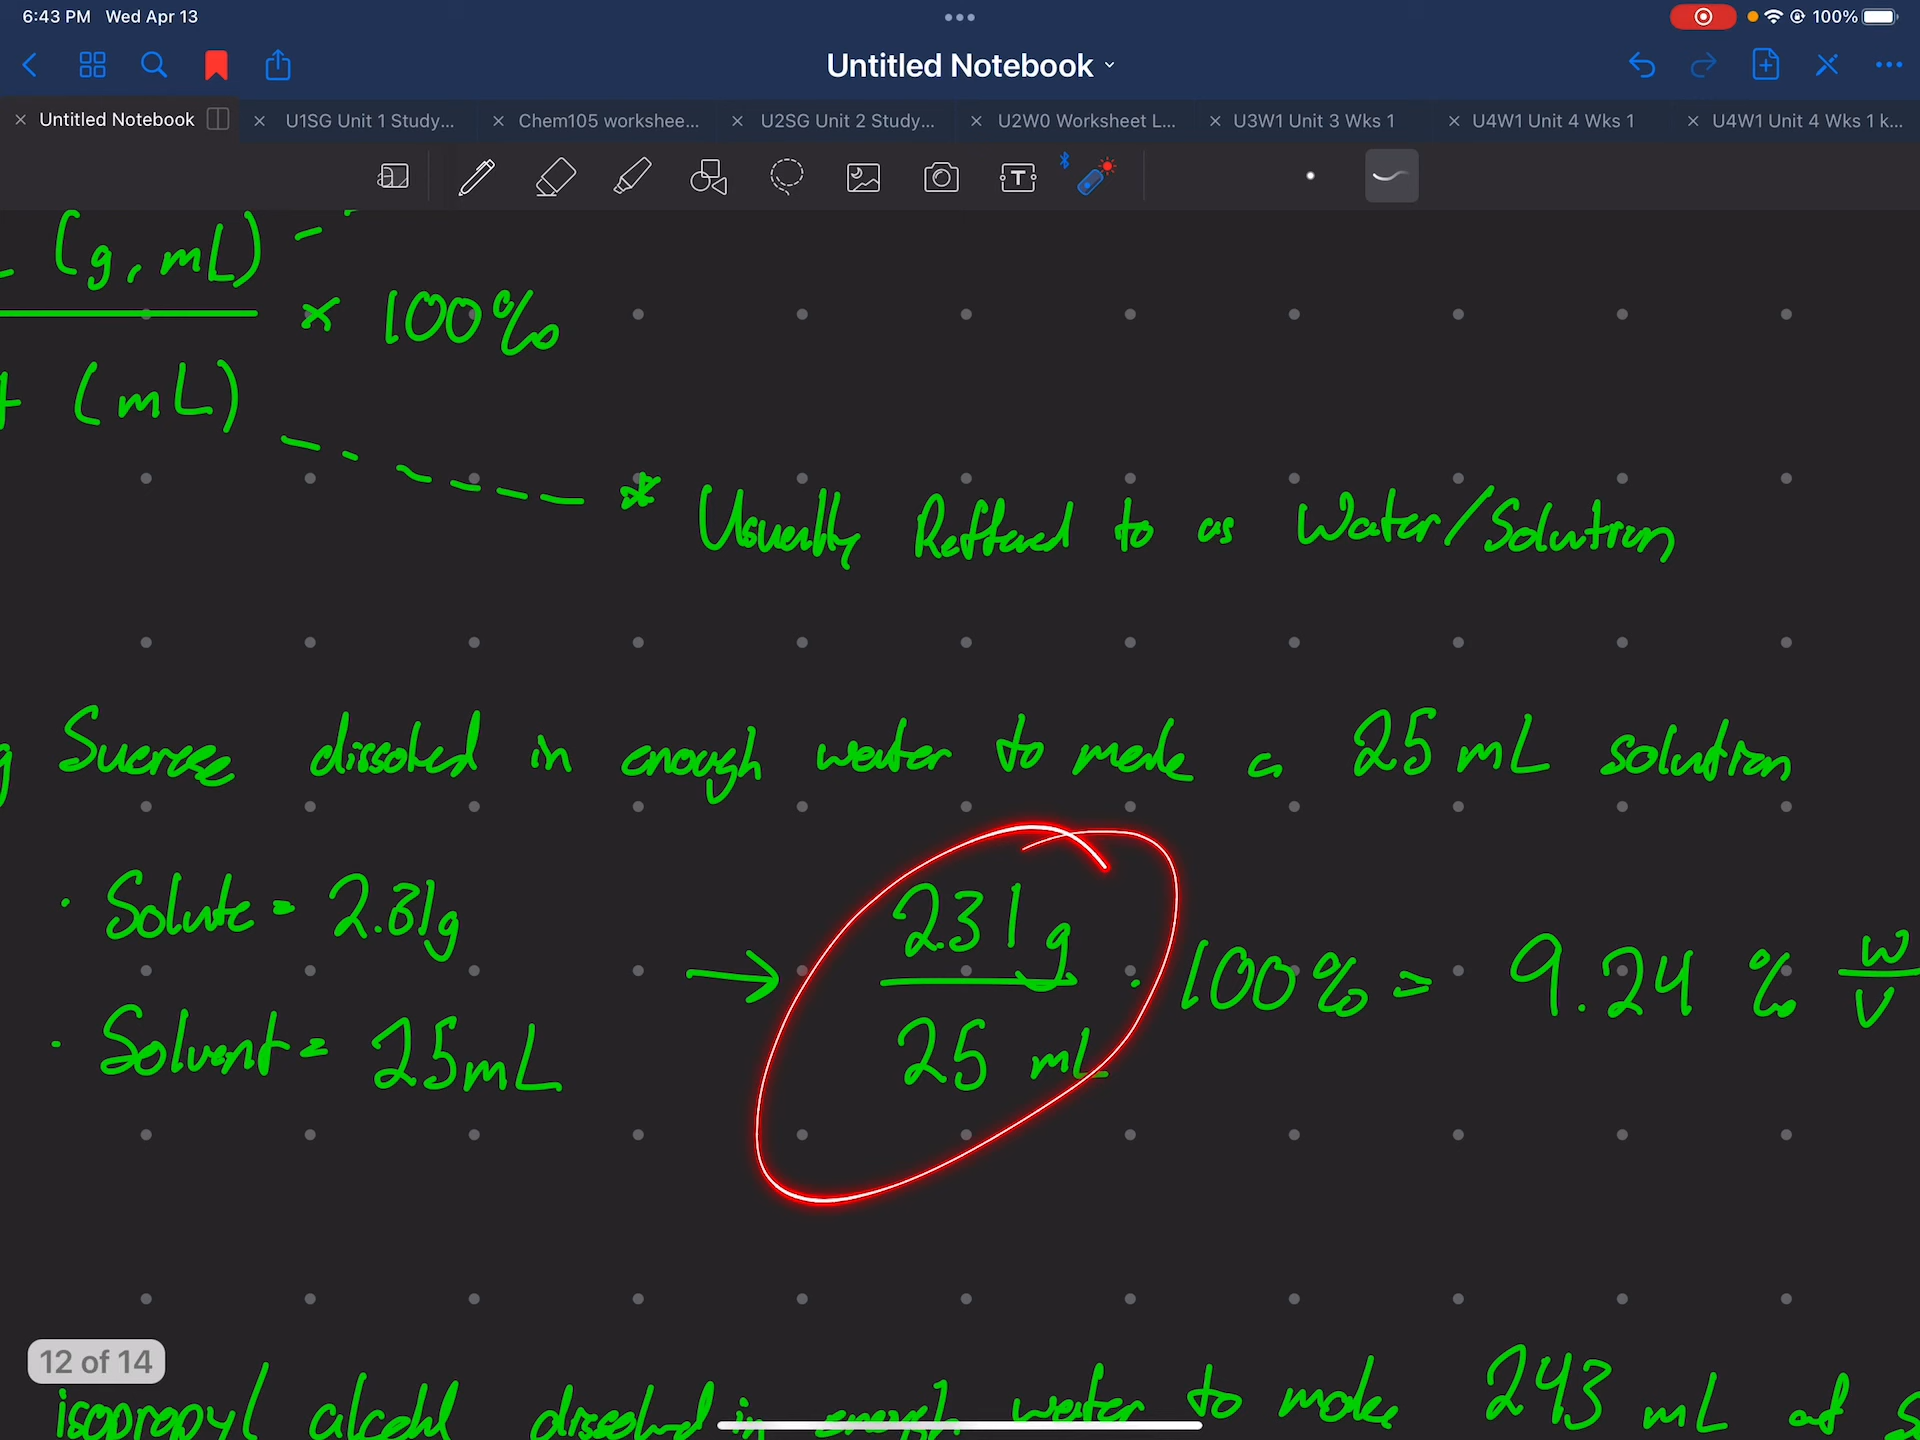 6:43 PM Wed Apr 13 100%
Untitled Notebook
Untitled Notebook U1SG Unit 1 Study... Chem105 workshee... U2SG Unit 2 Study... U2W0 Worksheet L... U3W1 Unit 3 Wks 1 U4W1 Unit 4 Wks 1 U4W1 Unit 4 Wks 1 k...
(g, mL)
× 100%
(mL)
* Usually Reffered to as Water/Solution
g Sucrose dissolved in enough water to make a 25 mL solution
· Solute = 2.31g
· Solvent = 25mL
→ 2.31 g / 25 mL · 100% = 9.24 % w/v
12 of 14
isopropyl alcohol dissolved in enough water to make 243 mL of